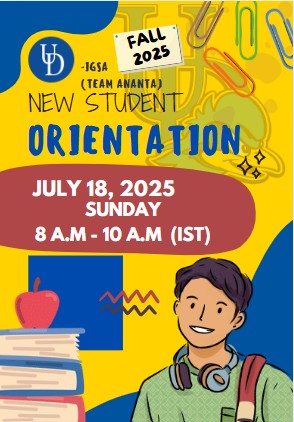 UD
-IGSA
(TEAM ANANTA)
FALL
2025
NEW STUDENT
ORIENTATION
JULY 18, 2025
SUNDAY
8 A.M - 10 A.M (IST)